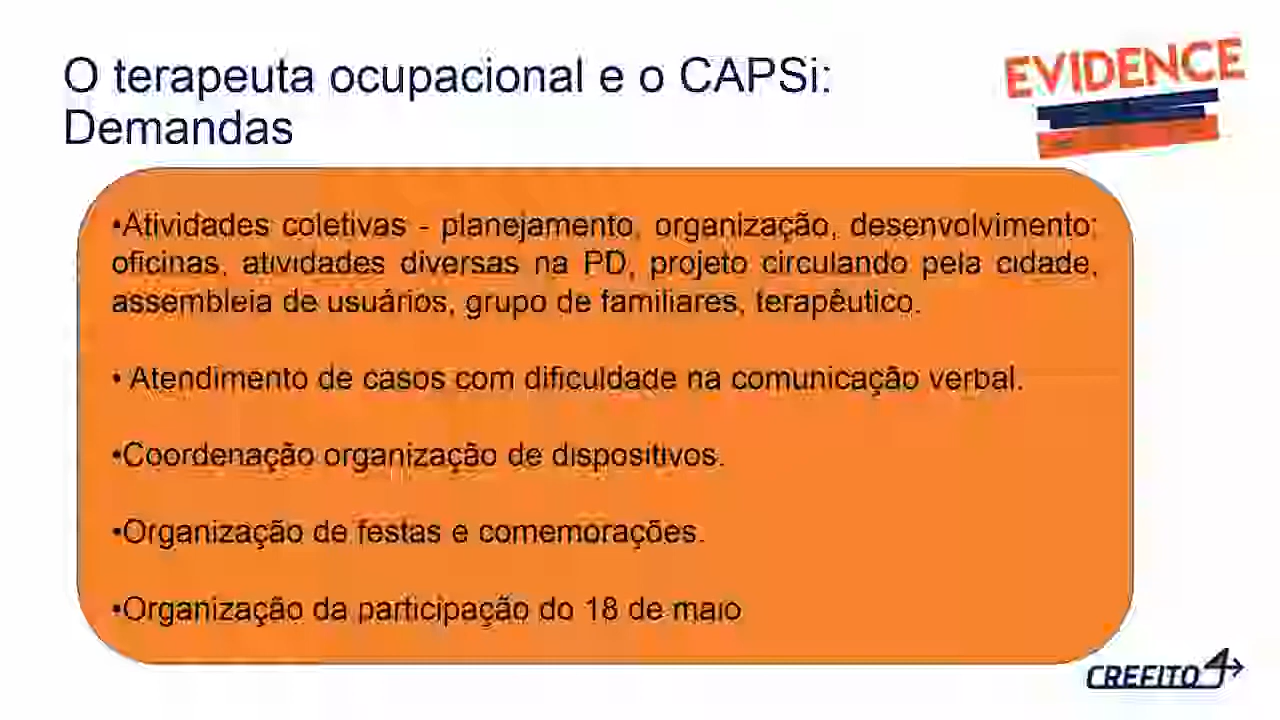 O terapeuta ocupacional e o CAPSi:
Demandas
EVIDENCE
•Atividades coletivas - planejamento, organização, desenvolvimento:
oficinas, atividades diversas na PD, projeto circulando pela cidade,
assembleia de usuários, grupo de familiares, terapêutico.
• Atendimento de casos com dificuldade na comunicação verbal.
•Coordenação organização de dispositivos.
•Organização de festas e comemorações.
•Organização da participação do 18 de maio
CREFITO4